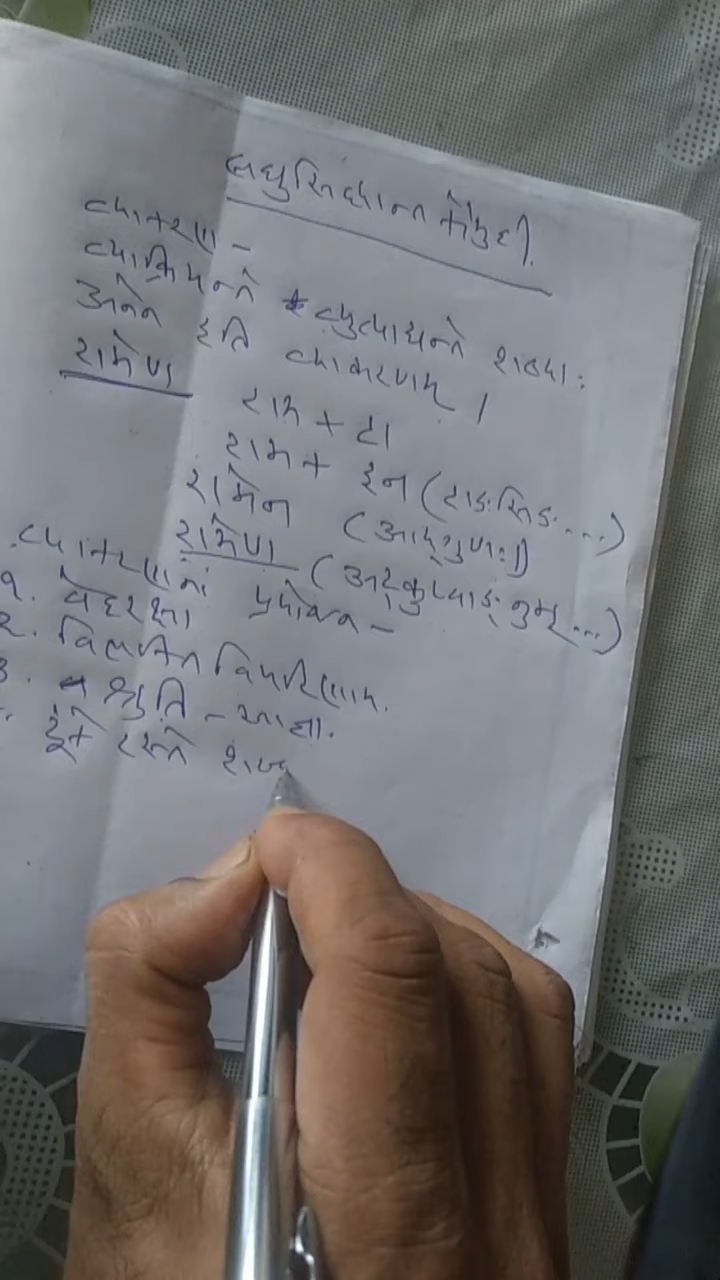 લઘુસિદ્ધાન્ત કૌમુદી.
વ્યાકરણ -
વ્યાક્રિયન્તે વ્યુત્પાદ્યન્તે શબ્દાઃ
અનેન ઇતિ વ્યાકરણમ્ ।
રામેણ
રામ + ટા
રામ + ઇન (ટાઙસિઙ...)
રામેન (આદ્ગુણઃ)
રામેણ (અટ્કુપ્વાઙ્નુમ્...)
વ્યાકરણનાં પ્રયોજન -
૧. વેદરક્ષા
૨. વિભક્તિ વિપરિણામ.
૩. શ્રુતિ - આજ્ઞા.
રસ્તે